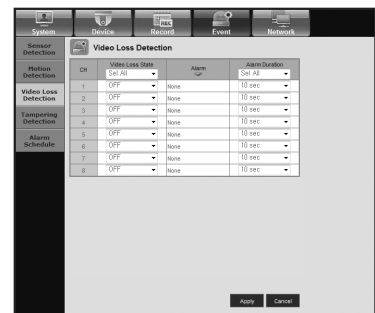 System Device Record Event Network
REC
Sensor Detection
Motion Detection
Video Loss Detection
Tampering Detection
Alarm Schedule
Video Loss Detection
CH Video Loss State Alarm Alarm Duration
Sel All Sel All
1 OFF None 10 sec
2 OFF None 10 sec
3 OFF None 10 sec
4 OFF None 10 sec
5 OFF None 10 sec
6 OFF None 10 sec
7 OFF None 10 sec
8 OFF None 10 sec
Apply Cancel